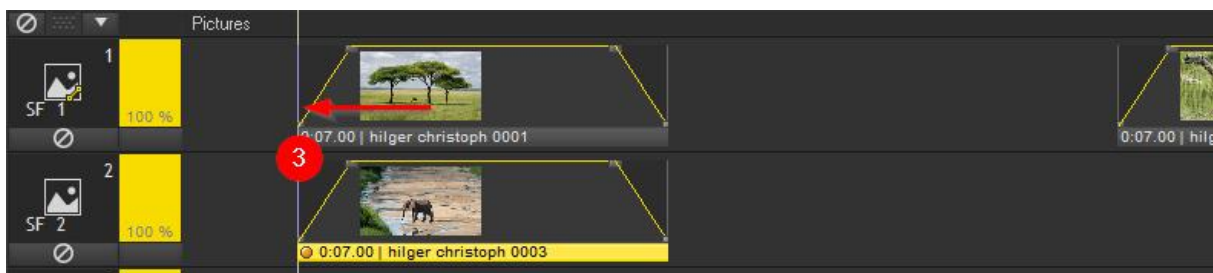 Pictures
1
SF 1
100 %
0:07.00 | hilger christoph 0001
0:07.00 | hilg
3
2
SF 2
100 %
0:07.00 | hilger christoph 0003